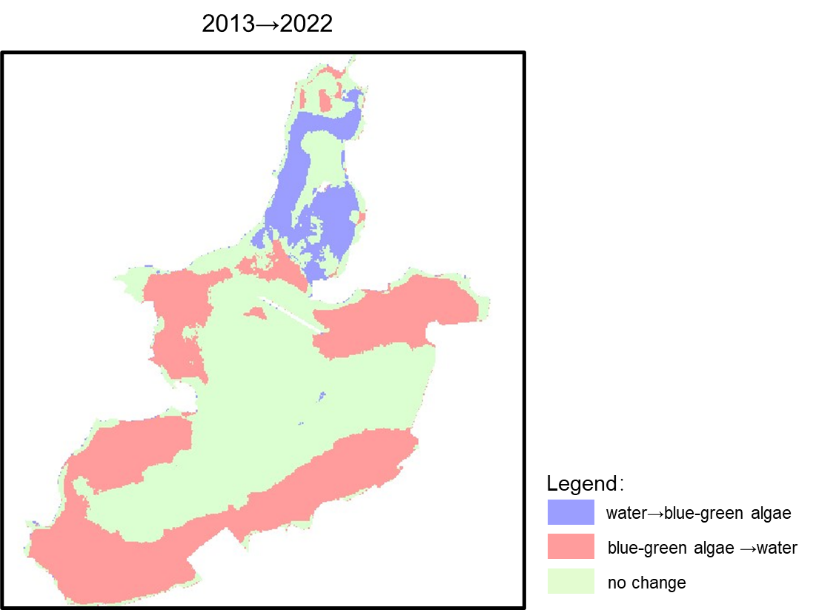 2013→2022
Legend:
water→blue-green algae
blue-green algae →water
no change